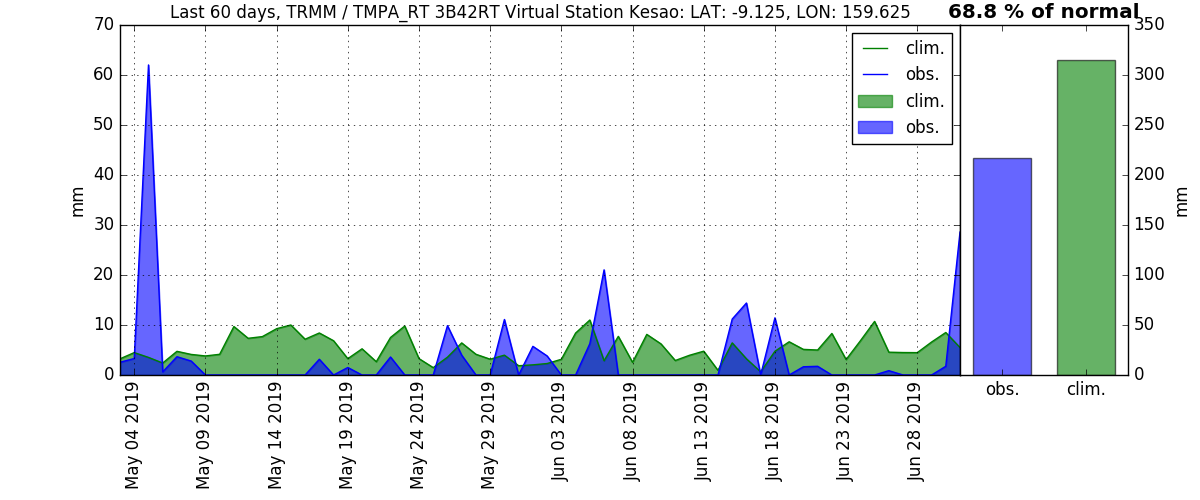 Last 60 days, TRMM / TMPA_RT 3B42RT Virtual Station Kesao: LAT: -9.125, LON: 159.625
68.8 % of normal
70
60
50
40
30
20
10
0
mm
clim.
obs.
clim.
obs.
350
300
250
200
150
100
50
0
mm
obs.
clim.
May 04 2019
May 09 2019
May 14 2019
May 19 2019
May 24 2019
May 29 2019
Jun 03 2019
Jun 08 2019
Jun 13 2019
Jun 18 2019
Jun 23 2019
Jun 28 2019